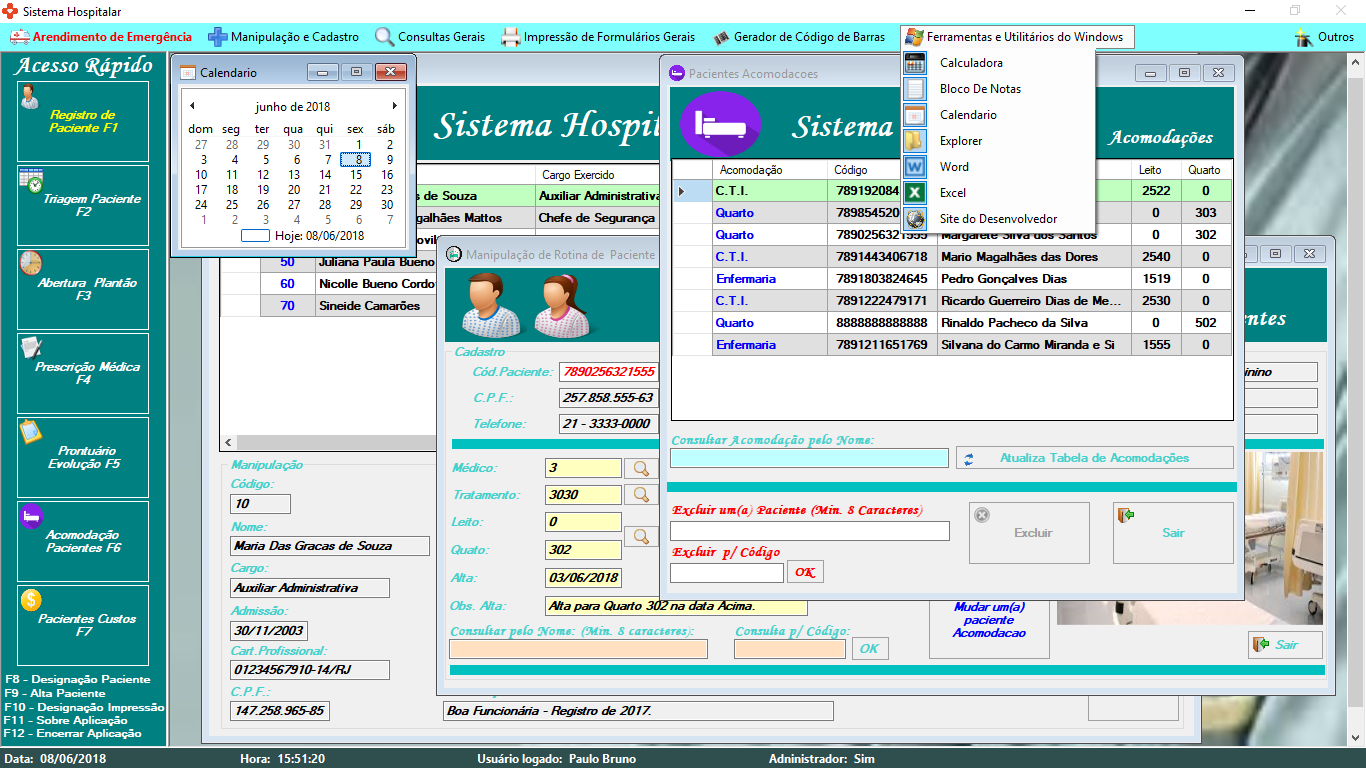 Sistema Hospitalar
Arendimento de Emergência
Manipulação e Cadastro
Consultas Gerais
Impressão de Formulários Gerais
Gerador de Código de Barras
Ferramentas e Utilitários do Windows
Outros
Acesso Rápido
Registro de
Paciente F1
Triagem Paciente
F2
Abertura Plantão
F3
Prescrição Médica
F4
Prontuário
Evolução F5
Acomodação
Pacientes F6
Pacientes Custos
F7
F8 - Designação Paciente
F9 - Alta Paciente
F10 - Designação Impressão
F11 - Sobre Aplicação
F12 - Encerrar Aplicação
Calendario
junho de 2018
dom seg ter qua qui sex sáb
27 28 29 30 31 1 2
3 4 5 6 7 8 9
10 11 12 13 14 15 16
17 18 19 20 21 22 23
24 25 26 27 28 29 30
1 2 3 4 5 6 7
Hoje: 08/06/2018
Sistema Hospit
Cargo Exercido
s de Souza Auxiliar Administrativa
galhães Mattos Chefe de Segurança
ovil
50 Juliana Paula Bueno
60 Nicolle Bueno Cordo
70 Sineide Camarões
Manipulação
Código:
10
Nome:
Maria Das Gracas de Souza
Cargo:
Auxiliar Administrativa
Admissão:
30/11/2003
Cart.Profissional:
01234567910-14/RJ
C.P.F.:
147.258.965-85
Boa Funcionária - Registro de 2017.
Manipulação de Rotina de Paciente
entes
Cadastro
Cód.Paciente: 7890256321555
inino
C.P.F.: 257.858.555-63
Telefone: 21 - 3333-0000
Médico: 3
Tratamento: 3030
Leito: 0
Quato: 302
Alta: 03/06/2018
Obs. Alta: Alta para Quarto 302 na data Acima.
Consultar pelo Nome: (Min. 8 caracteres):
Consulta p/ Código:
OK
Mudar um(a)
paciente
Acomodacao
Sair
Pacientes Acomodacoes
Sistema
Acomodações
Acomodação Código Leito Quarto
C.T.I. 789192084 2522 0
Quarto 789854520 0 303
Quarto 7890256321555 Margarete Silva dos Santos 0 302
C.T.I. 7891443406718 Mario Magalhães das Dores 2540 0
Enfermaria 7891803824645 Pedro Gonçalves Dias 1519 0
C.T.I. 7891222479171 Ricardo Guerreiro Dias de Me... 2530 0
Quarto 8888888888888 Rinaldo Pacheco da Silva 0 502
Enfermaria 7891211651769 Silvana do Carmo Miranda e Si 1555 0
Consultar Acomodação pelo Nome:
Atualiza Tabela de Acomodações
Excluir um(a) Paciente (Min. 8 Caracteres)
Excluir p/ Código
OK
Excluir
Sair
Calculadora
Bloco De Notas
Calendario
Explorer
Word
Excel
Site do Desenvolvedor
Data: 08/06/2018
Hora: 15:51:20
Usuário logado: Paulo Bruno
Administrador: Sim